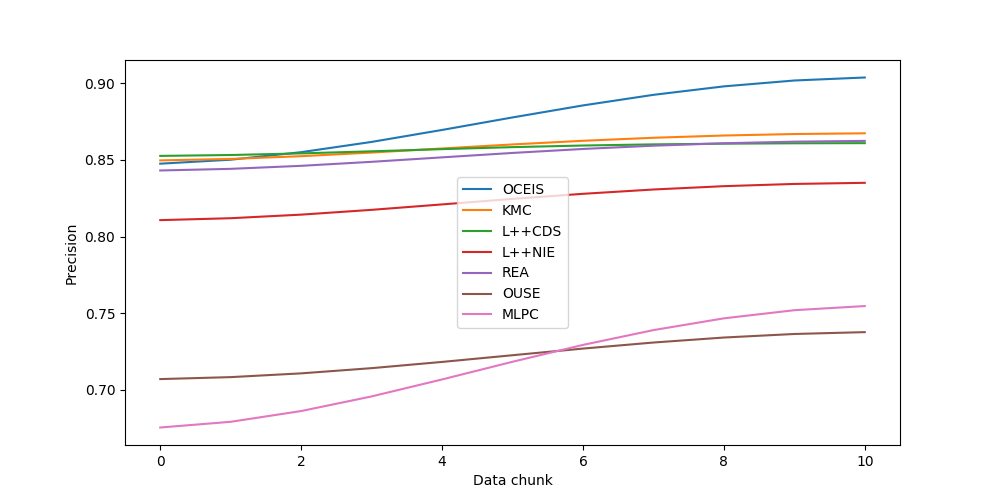 0.90
0.85
0.80
0.75
0.70
Precision
OCEIS
KMC
L++CDS
L++NIE
REA
OUSE
MLPC
0 2 4 6 8 10
Data chunk